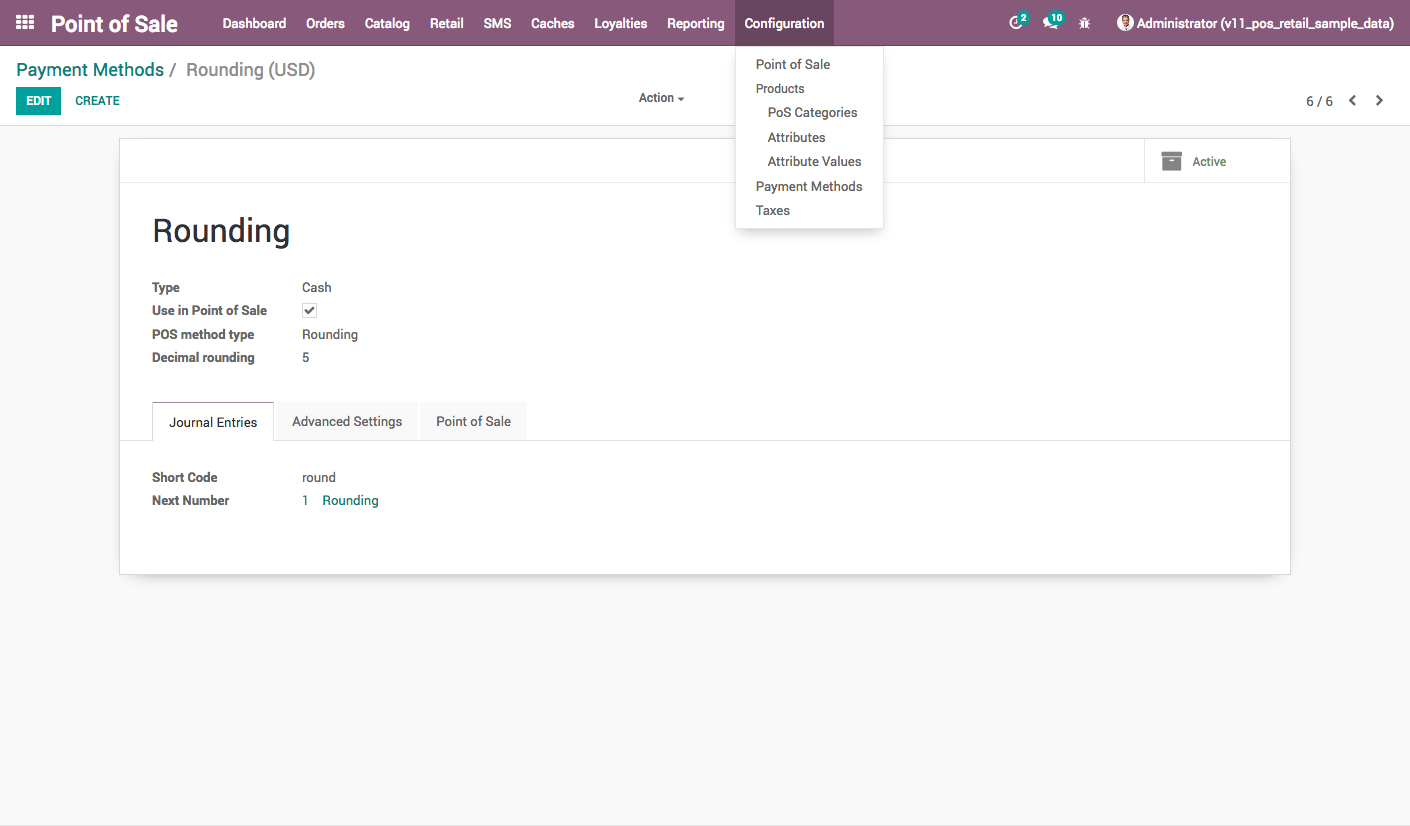 Point of Sale Dashboard Orders Catalog Retail SMS Caches Loyalties Reporting Configuration 2 10 Administrator (v11_pos_retail_sample_data)
Payment Methods / Rounding (USD)
EDIT CREATE Action 6 / 6
Point of Sale
Products
PoS Categories
Attributes
Attribute Values
Payment Methods
Taxes
Active
Rounding
Type Cash
Use in Point of Sale
POS method type Rounding
Decimal rounding 5
Journal Entries Advanced Settings Point of Sale
Short Code round
Next Number 1 Rounding